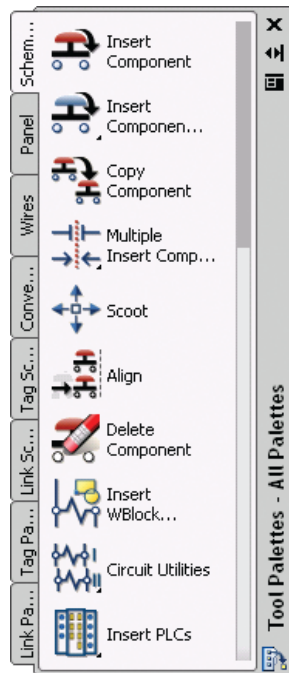 Schem...
Panel
Wires
Conve...
Tag Sc...
Link Sc...
Tag Pa...
Link Pa...
Insert
Component
Insert
Componen...
Copy
Component
Multiple
Insert Comp...
Scoot
Align
Delete
Component
Insert
WBlock...
Circuit Utilities
Insert PLCs
Tool Palettes - All Palettes